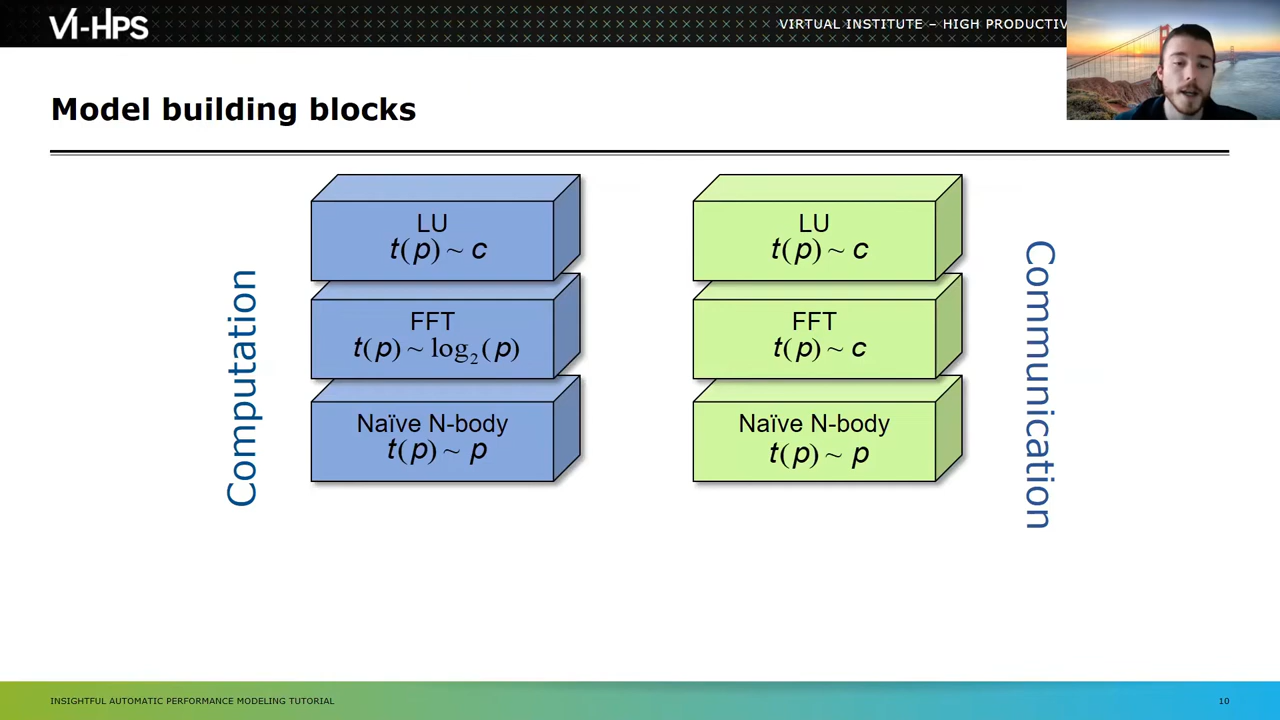 VI-HPS
VIRTUAL INSTITUTE – HIGH PRODUCTIV
Model building blocks
Computation
LU
t(p) ~ c
FFT
t(p) ~ log₂(p)
Naïve N-body
t(p) ~ p
LU
t(p) ~ c
FFT
t(p) ~ c
Naïve N-body
t(p) ~ p
Communication
INSIGHTFUL AUTOMATIC PERFORMANCE MODELING TUTORIAL
10